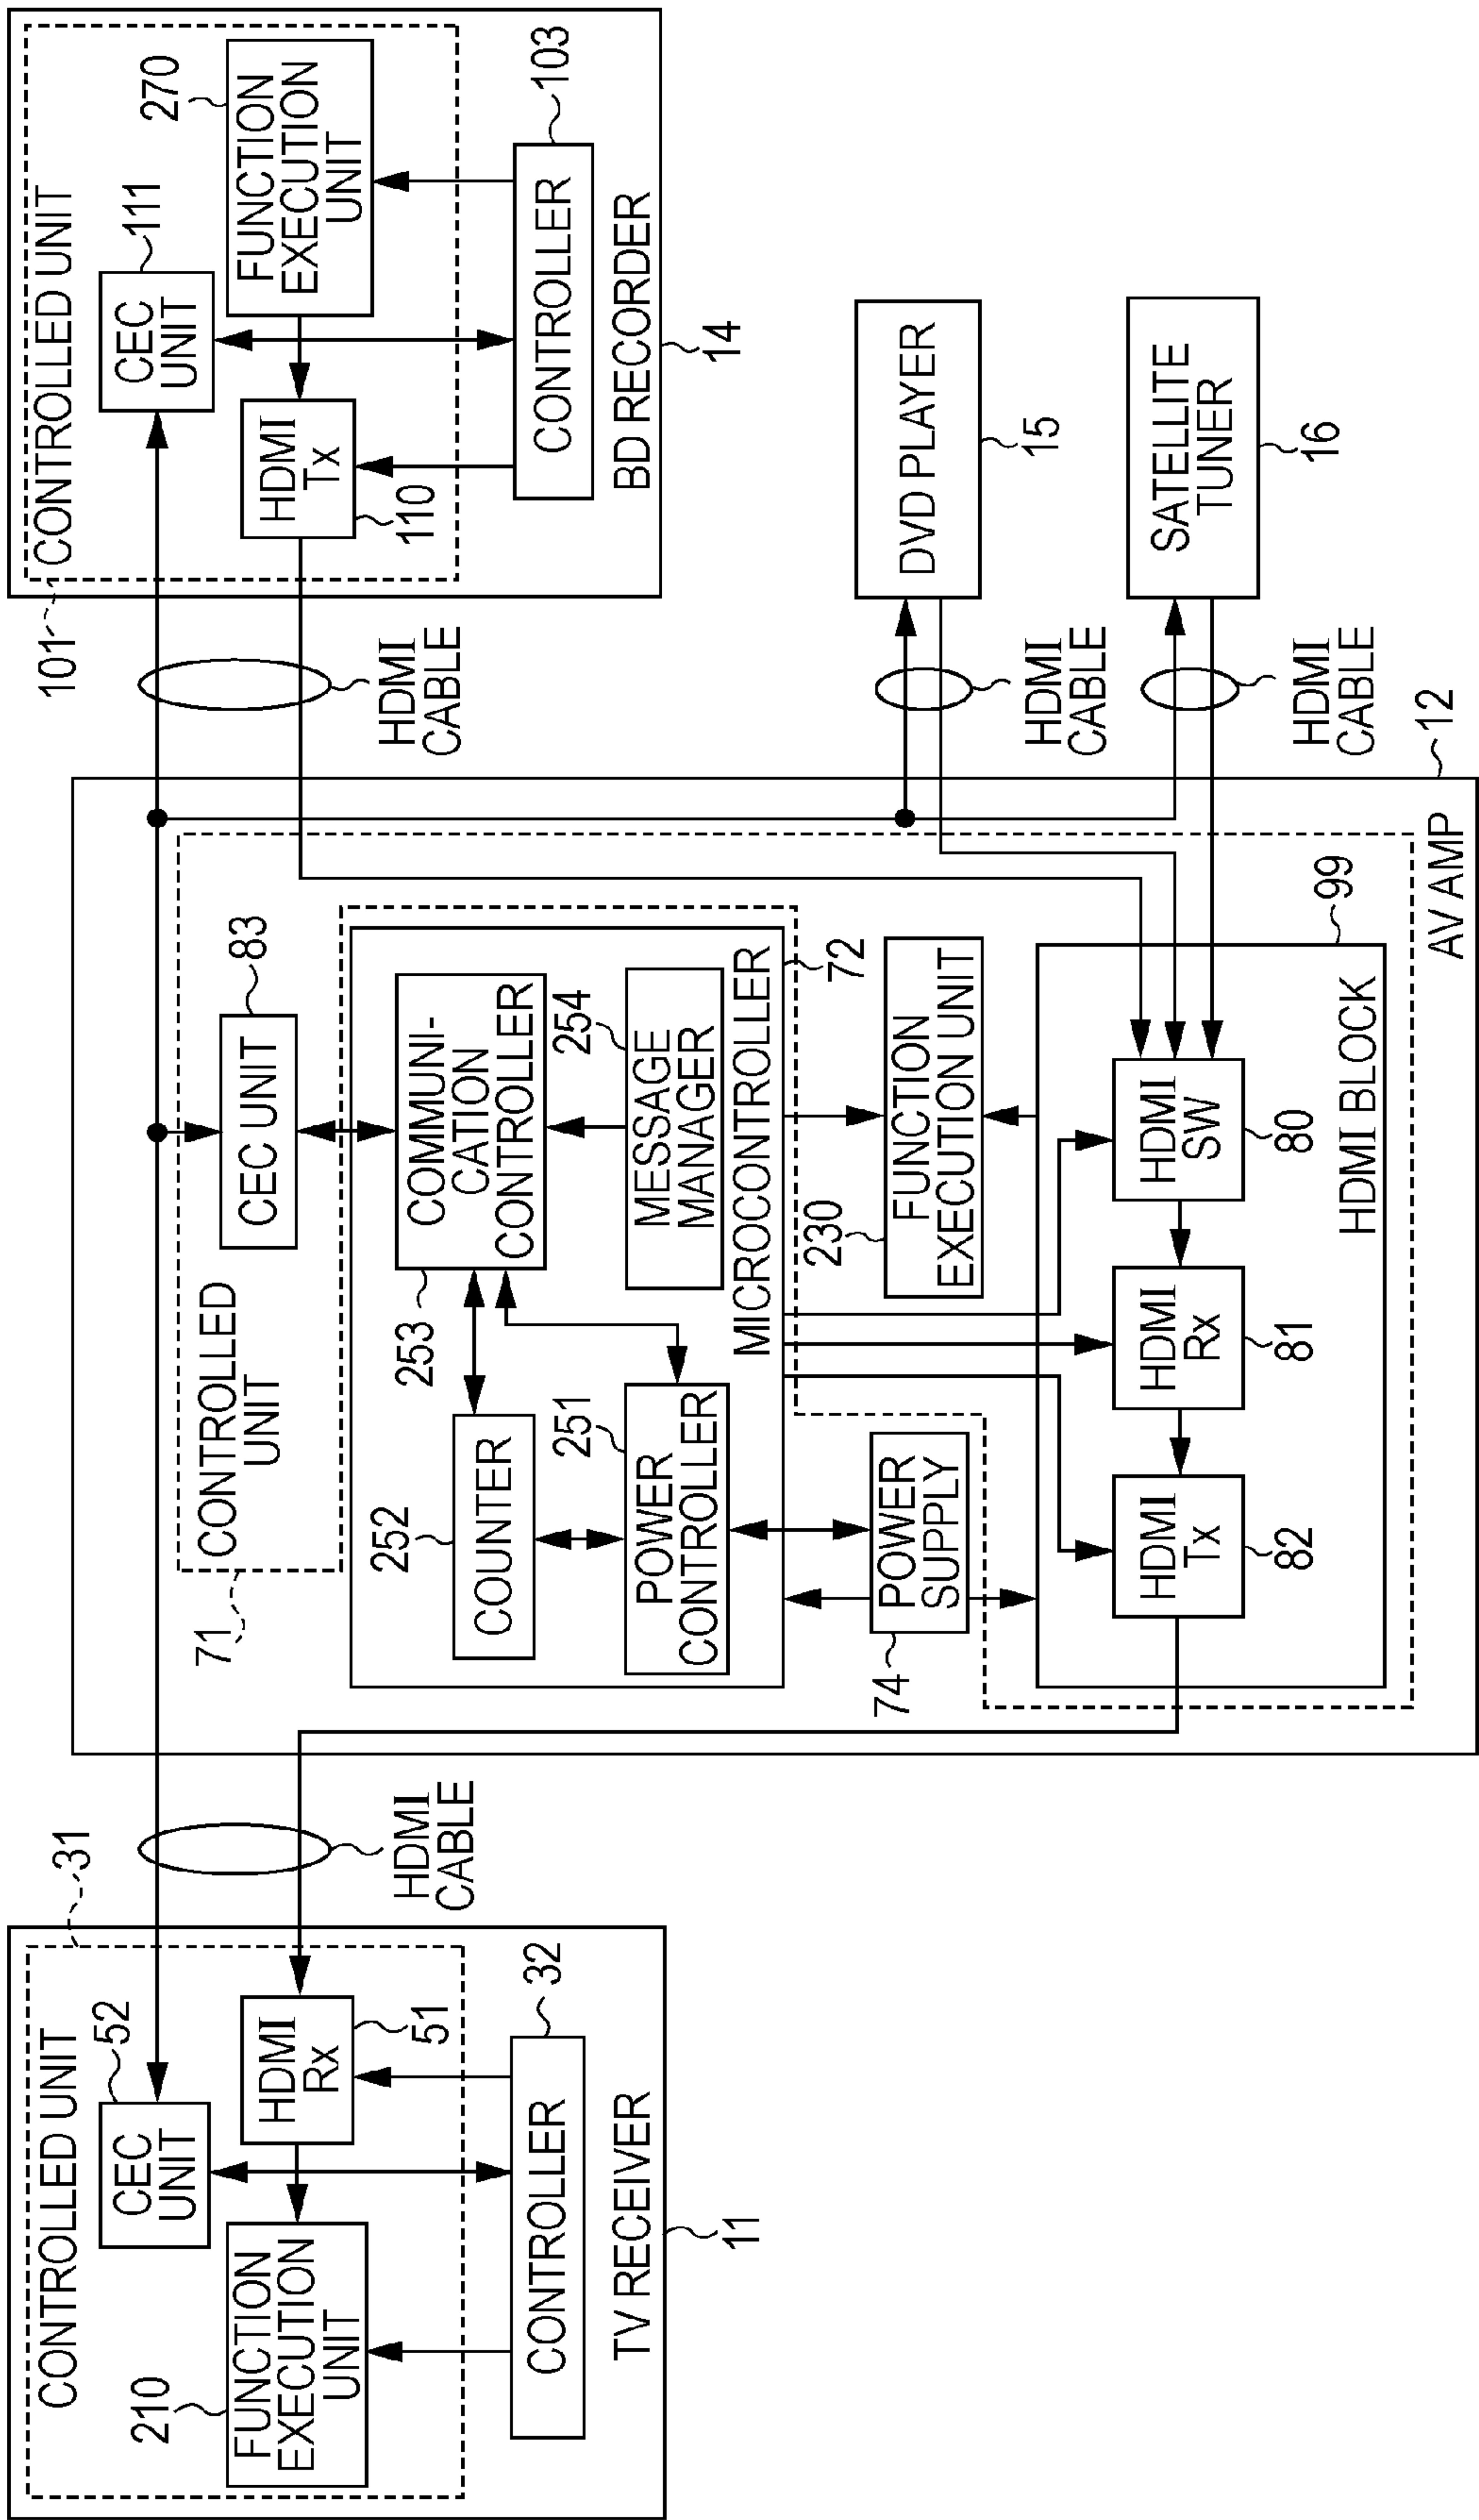 CONTROLLED UNIT
31
52
CEC
UNIT
210
FUNCTION
EXECUTION
UNIT
HDMI
Rx
51
CONTROLLER
32
TV RECEIVER
11
HDMI
CABLE
71
CONTROLLED
UNIT
CEC UNIT
83
252
COUNTER
253
COMMUNI-
CATION
CONTROLLER
251
POWER
CONTROLLER
254
MESSAGE
MANAGER
MICROCONTROLLER
72
74
POWER
SUPPLY
230
FUNCTION
EXECUTION UNIT
HDMI
Tx
82
HDMI
Rx
81
HDMI
SW
80
HDMI BLOCK
99
AV AMP
12
HDMI
CABLE
101
CONTROLLED UNIT
CEC
UNIT
111
270
FUNCTION
EXECUTION
UNIT
HDMI
Tx
110
CONTROLLER
103
BD RECORDER
14
HDMI
CABLE
DVD PLAYER
15
HDMI
CABLE
SATELLITE
TUNER
16